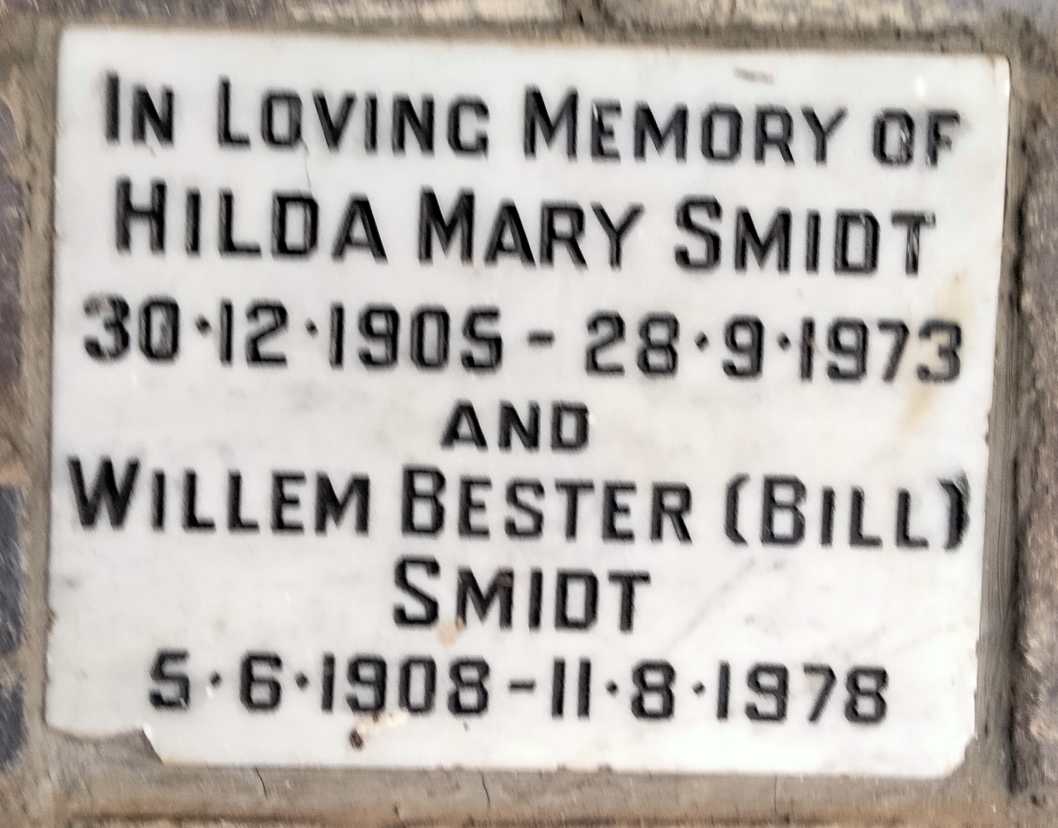 In Loving Memory of
Hilda Mary Smidt
30·12·1905 - 28·9·1973
and
Willem Bester (Bill)
Smidt
5·6·1908 - 11·8·1978